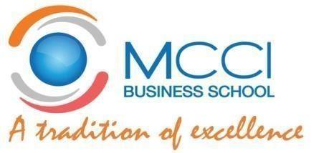 MCCI
BUSINESS SCHOOL
A tradition of excellence